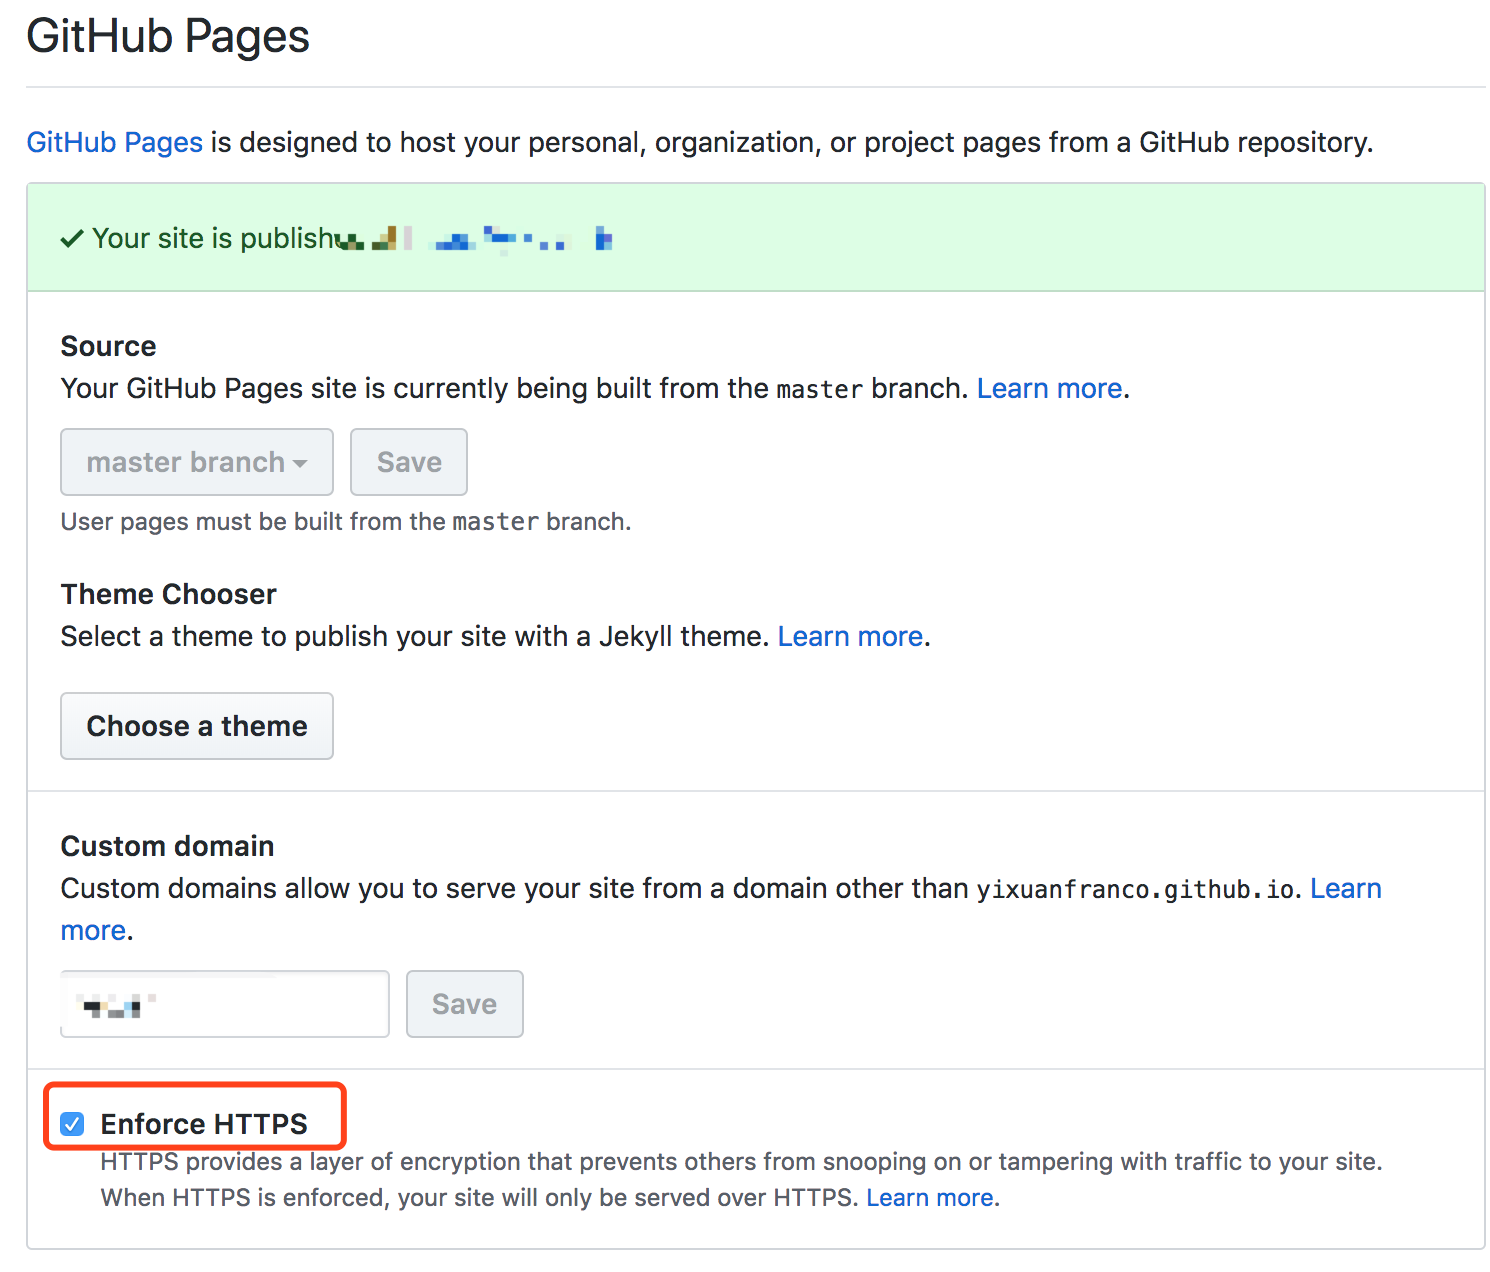 GitHub Pages
GitHub Pages is designed to host your personal, organization, or project pages from a GitHub repository.
Your site is
Source
Your GitHub Pages site is currently being built from the master branch. Learn more.
master branch
Save
User pages must be built from the master branch.
Theme Chooser
Select a theme to publish your site with a Jekyll theme. Learn more.
Choose a theme
Custom domain
Custom domains allow you to serve your site from a domain other than yixuanfranco.github.io. Learn
more.
Save
Enforce HTTPS
HTTPS provides a layer of encryption that prevents others from snooping on or tampering with traffic to your site.
When HTTPS is enforced, your site will only be served over HTTPS. Learn more.